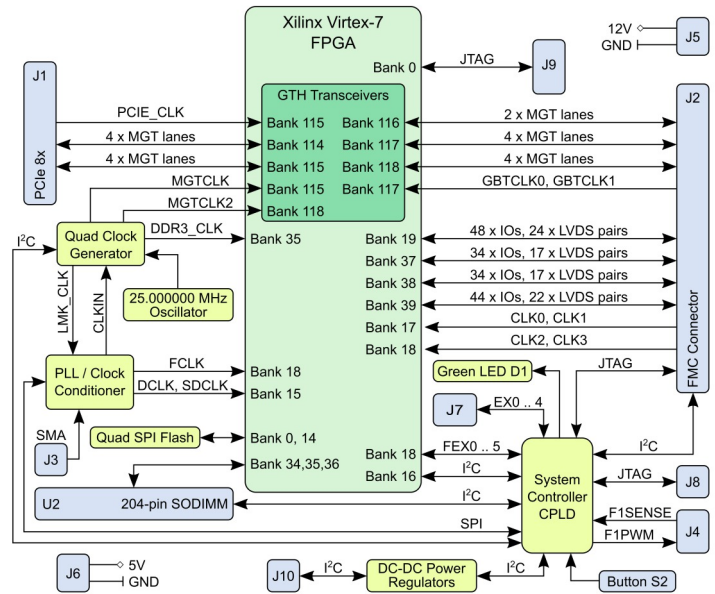 Xilinx Virtex-7
FPGA
12V
GND
J5
J1
PCIe 8x
Bank 0
JTAG
J9
J2
FMC Connector
GTH Transceivers
PCIE_CLK
Bank 115
Bank 116
2 x MGT lanes
4 x MGT lanes
Bank 114
Bank 117
4 x MGT lanes
4 x MGT lanes
Bank 115
Bank 118
4 x MGT lanes
MGTCLK
Bank 115
Bank 117
GBTCLK0, GBTCLK1
MGTCLK2
Bank 118
I²C
Quad Clock
Generator
DDR3_CLK
Bank 35
Bank 19
48 x IOs, 24 x LVDS pairs
Bank 37
34 x IOs, 17 x LVDS pairs
Bank 38
34 x IOs, 17 x LVDS pairs
Bank 39
44 x IOs, 22 x LVDS pairs
25.000000 MHz
Oscillator
LMK_CLK
CLKIN
Bank 17
CLK0, CLK1
Bank 18
CLK2, CLK3
PLL / Clock
Conditioner
FCLK
Bank 18
DCLK, SDCLK
Bank 15
Green LED D1
JTAG
J7
EX0 .. 4
SMA
J3
Quad SPI Flash
Bank 0, 14
Bank 34,35,36
Bank 18
FEX0 .. 5
Bank 16
I²C
I²C
System
Controller
CPLD
JTAG
J8
U2
204-pin SODIMM
I²C
SPI
F1SENSE
F1PWM
J4
J6
5V
GND
J10
I²C
DC-DC Power
Regulators
I²C
Button S2